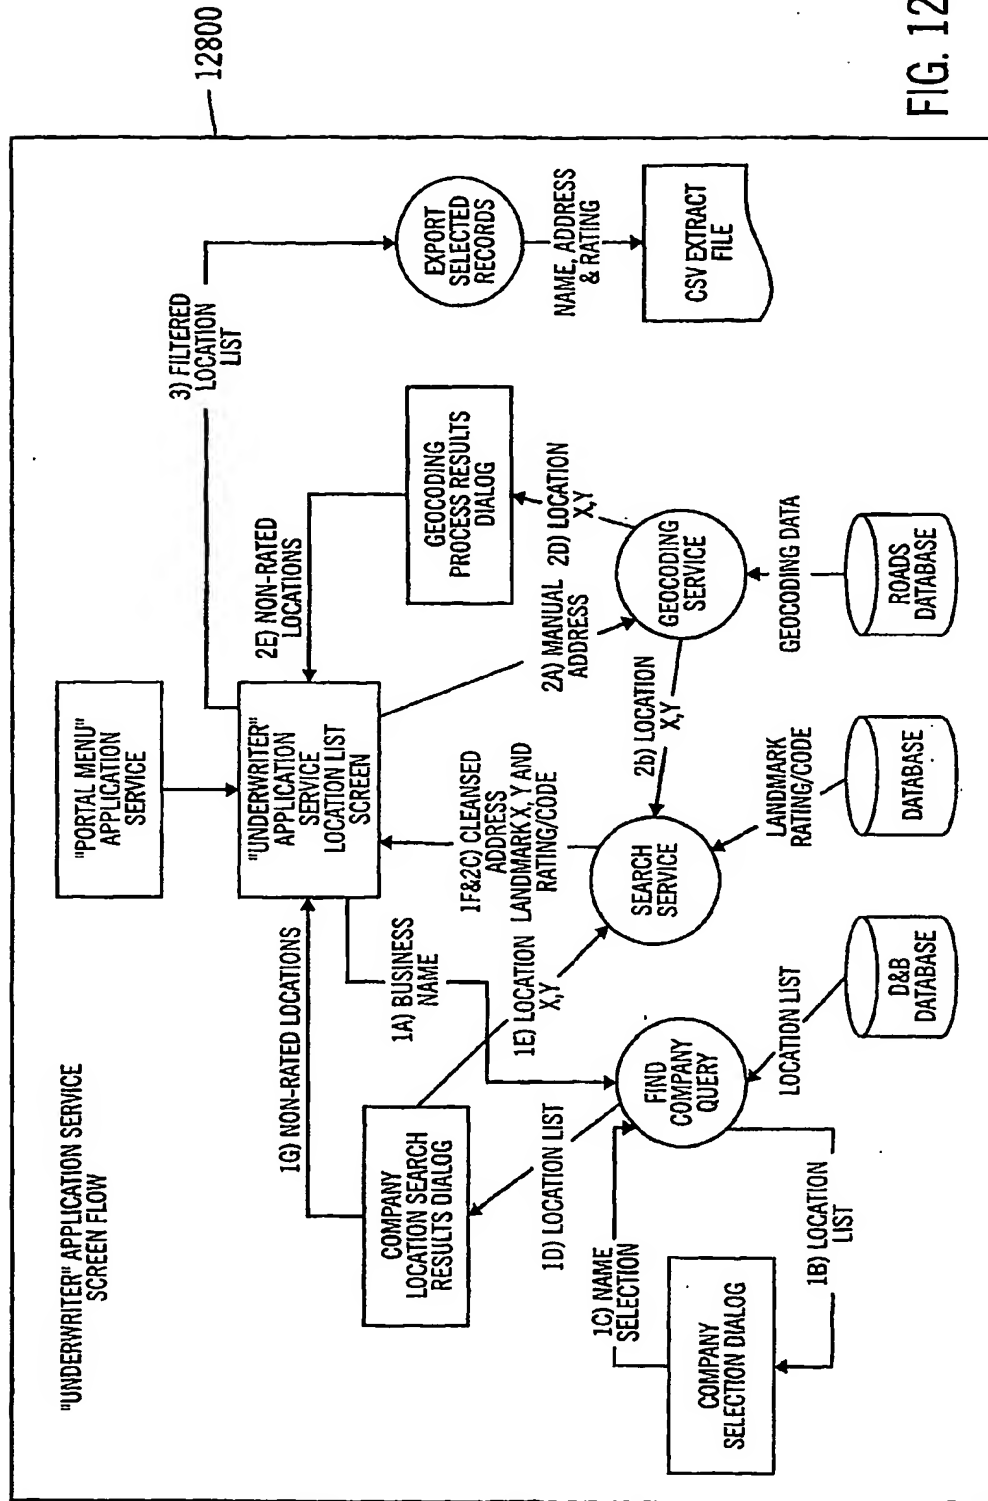 "UNDERWRITER" APPLICATION SERVICE
SCREEN FLOW
12800
"PORTAL MENU"
APPLICATION
SERVICE
3) FILTERED
LOCATION
LIST
1G) NON-RATED LOCATIONS
"UNDERWRITER"
APPLICATION
SERVICE
LOCATION LIST
SCREEN
2E) NON-RATED
LOCATIONS
EXPORT
SELECTED
RECORDS
NAME, ADDRESS
& RATING
CSV EXTRACT
FILE
COMPANY
LOCATION SEARCH
RESULTS DIALOG
1A) BUSINESS
NAME
1F&2C) CLEANSED
ADDRESS
LANDMARK X, Y AND
RATING/CODE
2A) MANUAL
ADDRESS
GEOCODING
PROCESS RESULTS
DIALOG
1E) LOCATION
X,Y
2D) LOCATION
X,Y
1D) LOCATION LIST
1C) NAME
SELECTION
FIND
COMPANY
QUERY
SEARCH
SERVICE
2b) LOCATION
X,Y
GEOCODING
SERVICE
COMPANY
SELECTION DIALOG
1B) LOCATION
LIST
LOCATION LIST
LANDMARK
RATING/CODE
GEOCODING DATA
D&B
DATABASE
DATABASE
ROADS
DATABASE
FIG. 12